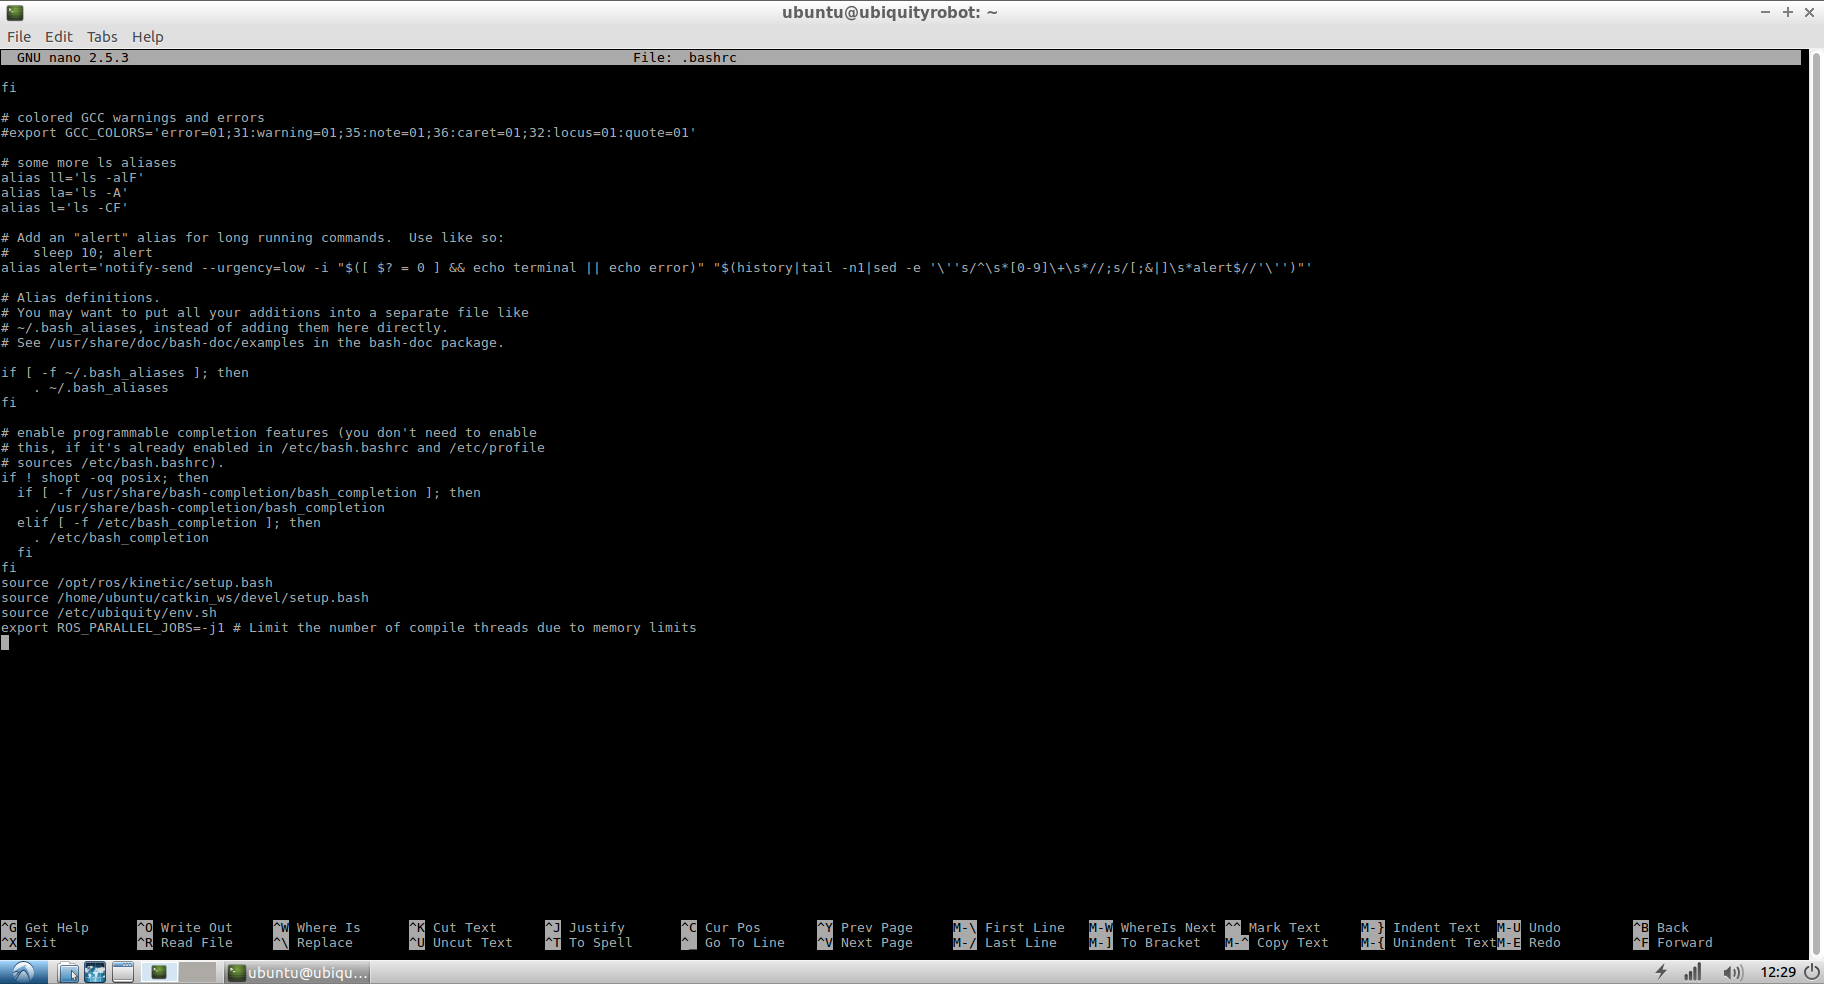 ubuntu@ubiquityrobot: ~
File Edit Tabs Help
GNU nano 2.5.3 File: .bashrc
fi
# colored GCC warnings and errors
#export GCC_COLORS='error=01;31:warning=01;35:note=01;36:caret=01;32:locus=01:quote=01'
# some more ls aliases
alias ll='ls -alF'
alias la='ls -A'
alias l='ls -CF'
# Add an "alert" alias for long running commands.  Use like so:
#   sleep 10; alert
alias alert='notify-send --urgency=low -i "$([ $? = 0 ] && echo terminal || echo error)" "$(history|tail -n1|sed -e '\''s/^\s*[0-9]\+\s*//;s/[;&|]\s*alert$//'\'')"'
# Alias definitions.
# You may want to put all your additions into a separate file like
# ~/.bash_aliases, instead of adding them here directly.
# See /usr/share/doc/bash-doc/examples in the bash-doc package.
if [ -f ~/.bash_aliases ]; then
    . ~/.bash_aliases
fi
# enable programmable completion features (you don't need to enable
# this, if it's already enabled in /etc/bash.bashrc and /etc/profile
# sources /etc/bash.bashrc).
if ! shopt -oq posix; then
  if [ -f /usr/share/bash-completion/bash_completion ]; then
    . /usr/share/bash-completion/bash_completion
  elif [ -f /etc/bash_completion ]; then
    . /etc/bash_completion
  fi
fi
source /opt/ros/kinetic/setup.bash
source /home/ubuntu/catkin_ws/devel/setup.bash
source /etc/ubiquity/env.sh
export ROS_PARALLEL_JOBS=-j1 # Limit the number of compile threads due to memory limits
^G Get Help ^O Write Out ^W Where Is ^K Cut Text ^J Justify ^C Cur Pos ^Y Prev Page M-\ First Line M-W WhereIs Next ^^ Mark Text M-} Indent Text M-U Undo ^B Back
^X Exit ^R Read File ^\ Replace ^U Uncut Text ^T To Spell ^_ Go To Line ^V Next Page M-/ Last Line M-] To Bracket M-^ Copy Text M-{ Unindent Text M-E Redo ^F Forward
ubuntu@ubiqu... 12:29